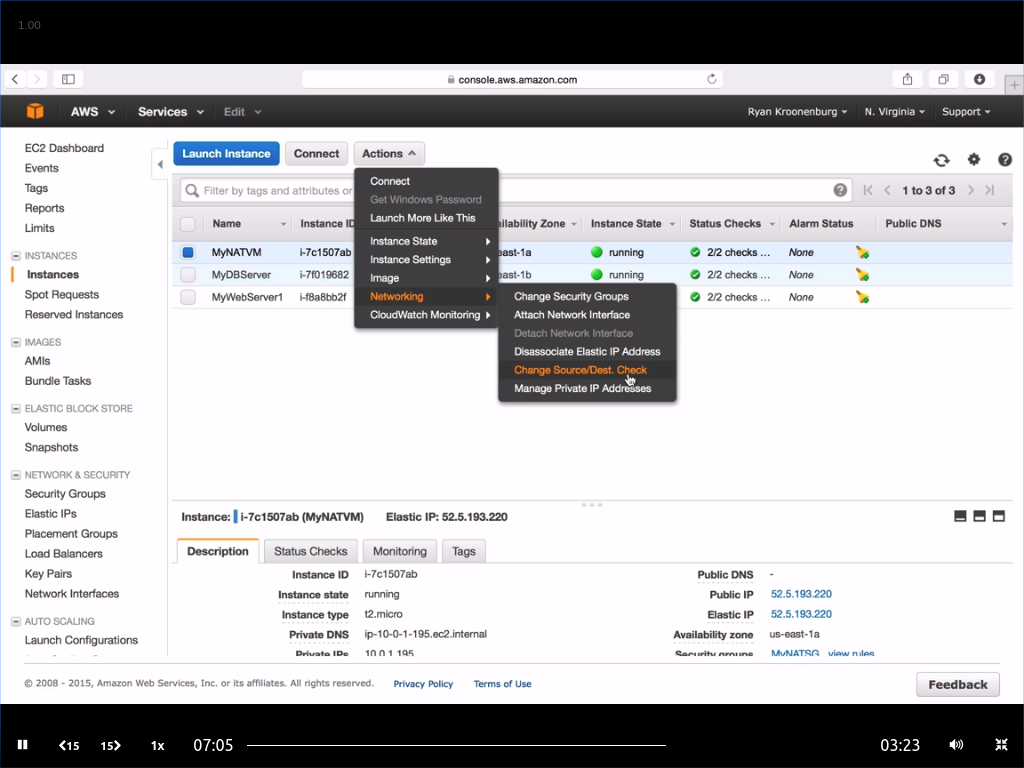 1.00
console.aws.amazon.com
AWS Services Edit Ryan Kroonenburg N. Virginia Support
EC2 Dashboard
Events
Tags
Reports
Limits
INSTANCES
Instances
Spot Requests
Reserved Instances
IMAGES
AMIs
Bundle Tasks
ELASTIC BLOCK STORE
Volumes
Snapshots
NETWORK & SECURITY
Security Groups
Elastic IPs
Placement Groups
Load Balancers
Key Pairs
Network Interfaces
AUTO SCALING
Launch Configurations
Launch Instance Connect Actions
Filter by tags and attributes or
1 to 3 of 3
Name Instance ID ilability Zone Instance State Status Checks Alarm Status Public DNS
MyNATVM i-7c1507ab east-1a running 2/2 checks ... None
MyDBServer i-7f019682 east-1b running 2/2 checks ... None
MyWebServer1 i-f8a8bb2f 2/2 checks ... None
Connect
Get Windows Password
Launch More Like This
Instance State
Instance Settings
Image
Networking
CloudWatch Monitoring
Change Security Groups
Attach Network Interface
Detach Network Interface
Disassociate Elastic IP Address
Change Source/Dest. Check
Manage Private IP Addresses
Instance: i-7c1507ab (MyNATVM) Elastic IP: 52.5.193.220
Description Status Checks Monitoring Tags
Instance ID i-7c1507ab Public DNS -
Instance state running Public IP 52.5.193.220
Instance type t2.micro Elastic IP 52.5.193.220
Private DNS ip-10-0-1-195.ec2.internal Availability zone us-east-1a
Private IPs 10.0.1.195 Security groups MyNATSG. view rules
© 2008 - 2015, Amazon Web Services, Inc. or its affiliates. All rights reserved. Privacy Policy Terms of Use Feedback
15 15 1x 07:05 03:23